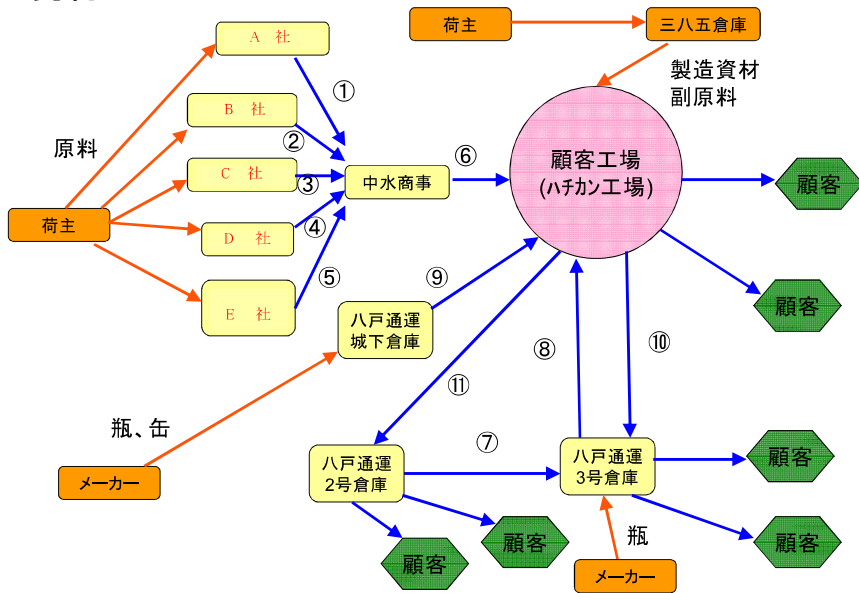 荷主
三八五倉庫
A 社
製造資材
副原料
①
B 社
②
原料
⑥
顧客工場
(ハチカン工場)
C 社
③
中水商事
顧客
荷主
D 社
④
⑤
⑨
E 社
八戸通運
城下倉庫
顧客
⑧
⑩
⑪
瓶、缶
⑦
八戸通運
2号倉庫
八戸通運
3号倉庫
顧客
メーカー
瓶
顧客
顧客
顧客
メーカー